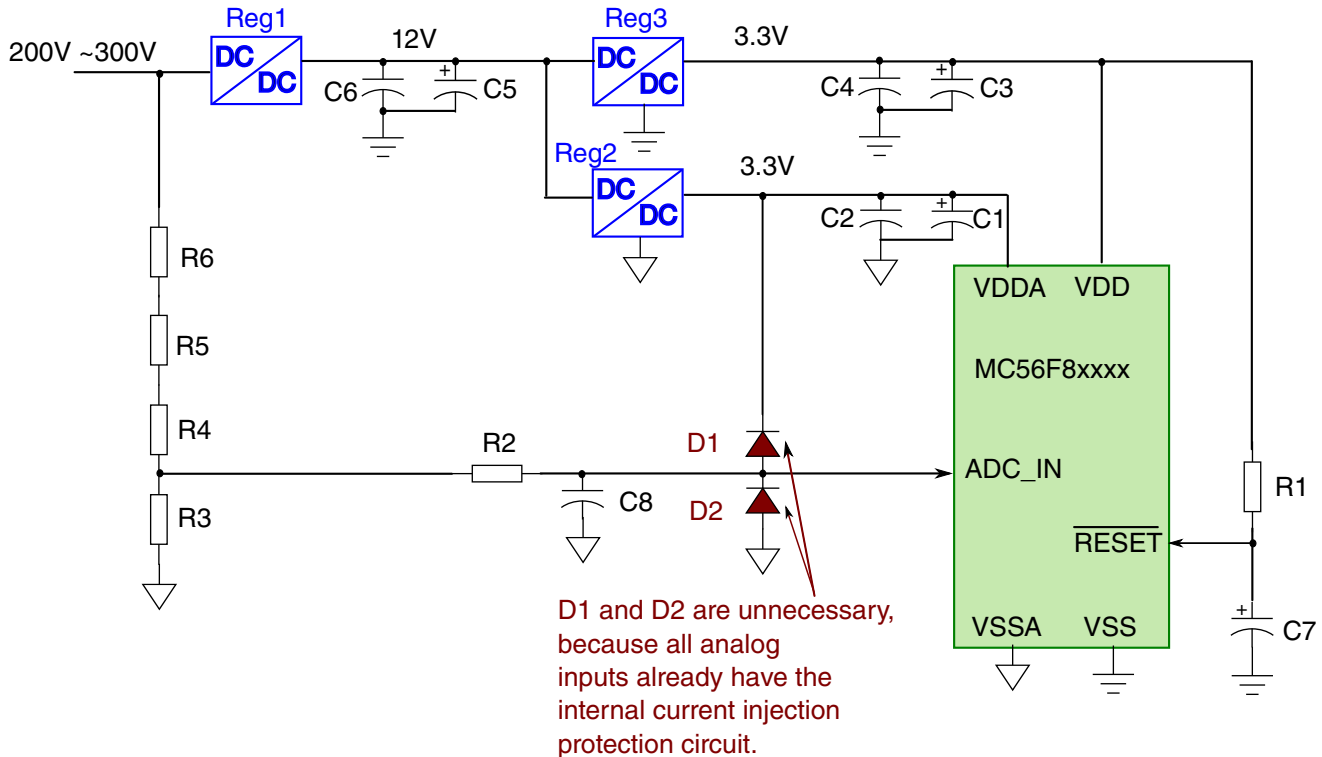 Reg1
Reg3
200V ~300V
12V
3.3V
DC
DC
DC
DC
C6
+
C5
C4
+
C3
Reg2
3.3V
DC
DC
C2
+
C1
R6
VDDA
VDD
R5
MC56F8xxxx
R4
R2
D1
ADC_IN
R1
R3
C8
D2
RESET
D1 and D2 are unnecessary,
because all analog
inputs already have the
internal current injection
protection circuit.
VSSA
VSS
+
C7